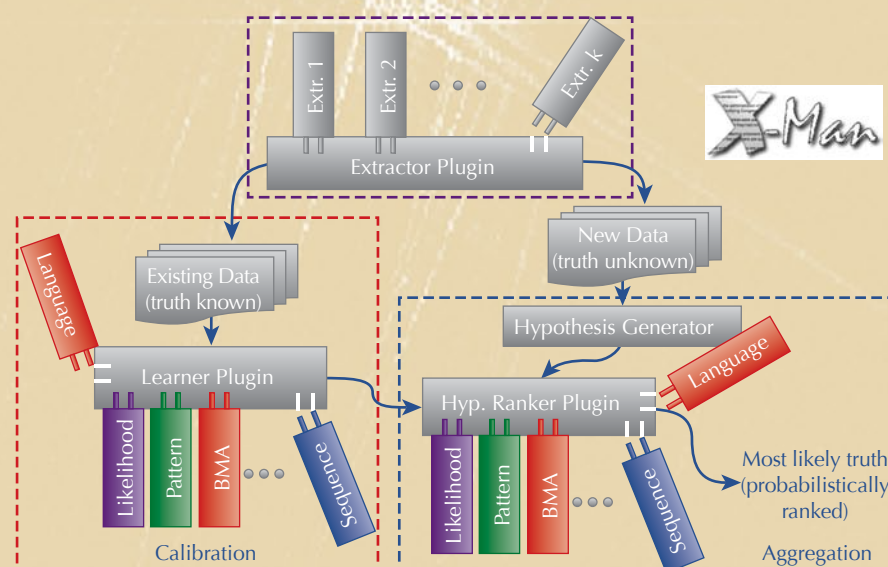 Extr. 1
Extr. 2
Extr. k
X-Man
Extractor Plugin
New Data
(truth unknown)
Existing Data
(truth known)
Language
Hypothesis Generator
Learner Plugin
Language
Hyp. Ranker Plugin
Likelihood
Pattern
BMA
Sequence
Likelihood
Pattern
BMA
Sequence
Most likely truth
(probabilistically
ranked)
Calibration
Aggregation